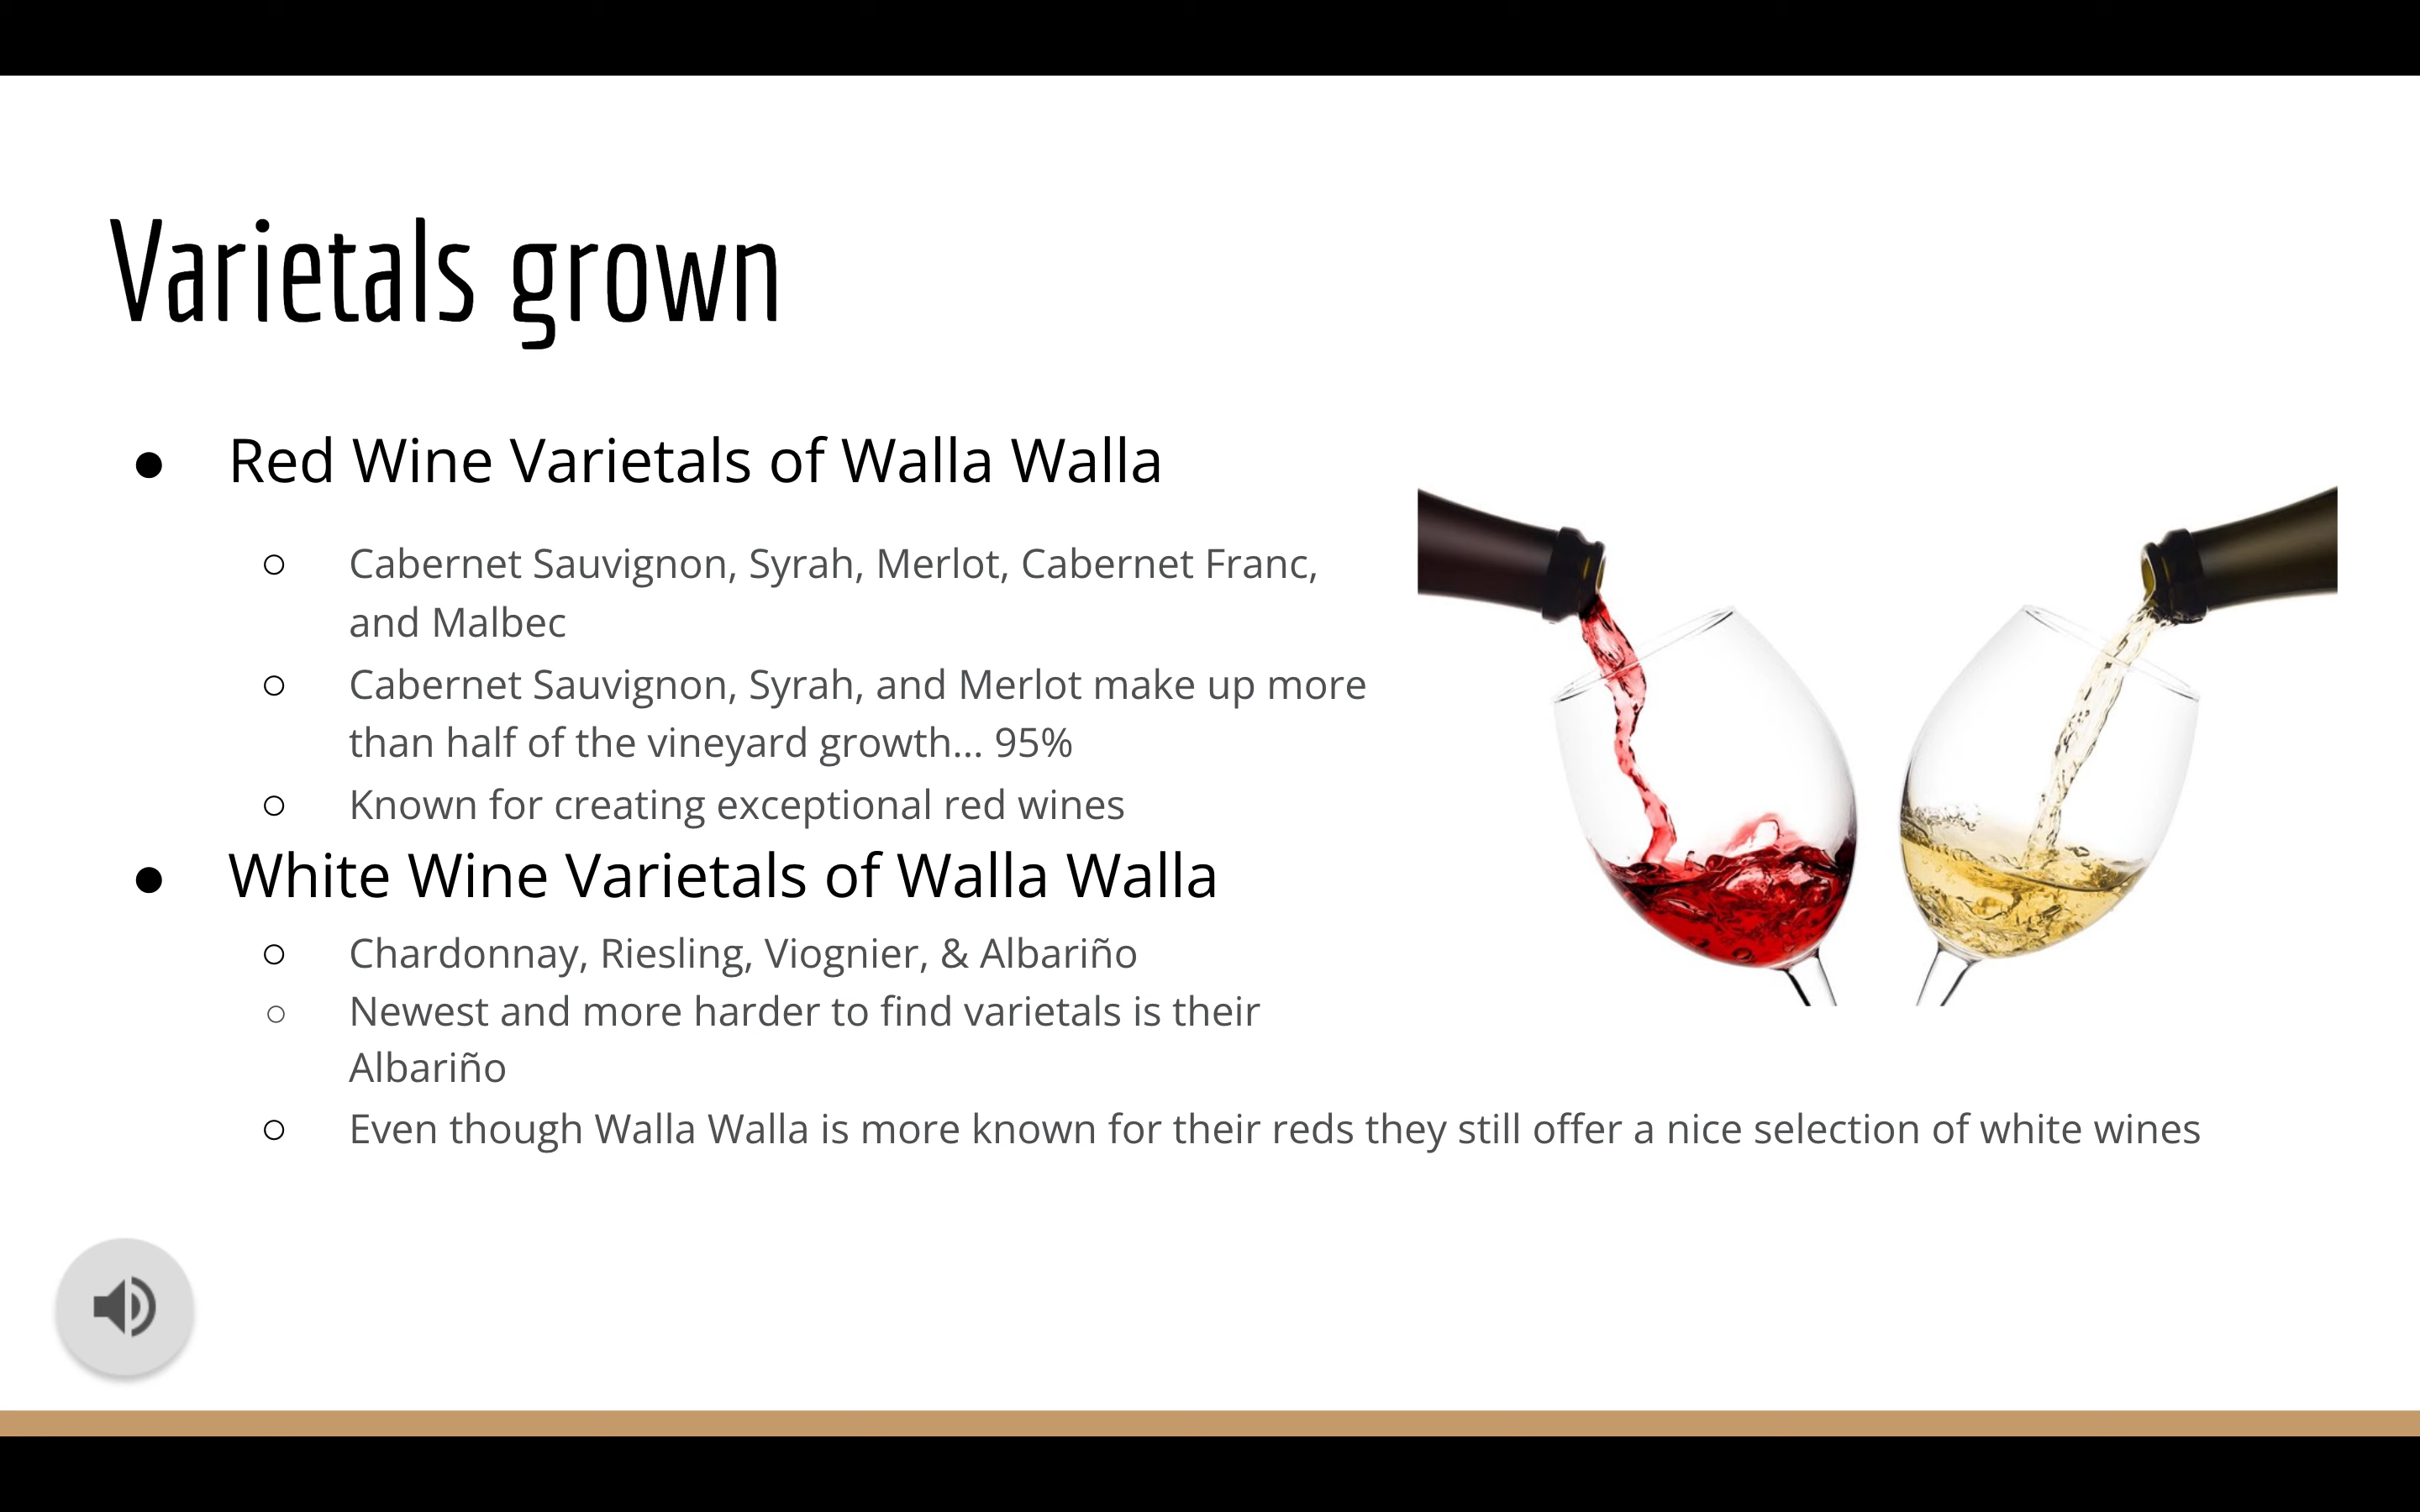 Varietals grown
● Red Wine Varietals of Walla Walla
○ Cabernet Sauvignon, Syrah, Merlot, Cabernet Franc,
and Malbec
○ Cabernet Sauvignon, Syrah, and Merlot make up more
than half of the vineyard growth... 95%
○ Known for creating exceptional red wines
● White Wine Varietals of Walla Walla
○ Chardonnay, Riesling, Viognier, & Albariño
○ Newest and more harder to find varietals is their
Albariño
○ Even though Walla Walla is more known for their reds they still offer a nice selection of white wines